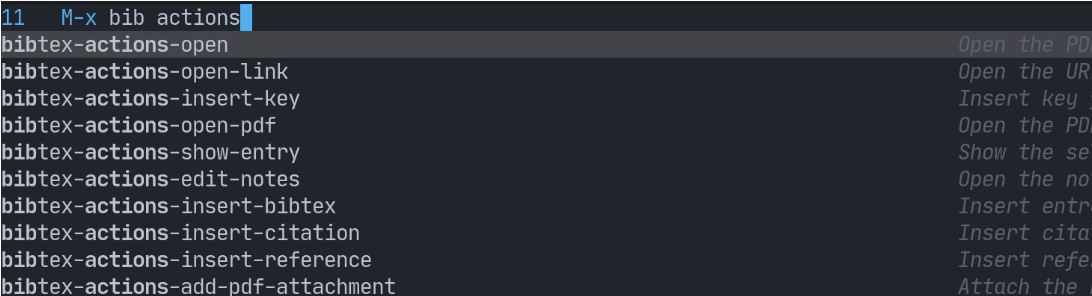 11 M-x bib actions
bibtex-actions-open Open the PD
bibtex-actions-open-link Open the UR
bibtex-actions-insert-key Insert key
bibtex-actions-open-pdf Open the PD
bibtex-actions-show-entry Show the se
bibtex-actions-edit-notes Open the no
bibtex-actions-insert-bibtex Insert entr
bibtex-actions-insert-citation Insert cita
bibtex-actions-insert-reference Insert refe
bibtex-actions-add-pdf-attachment Attach the